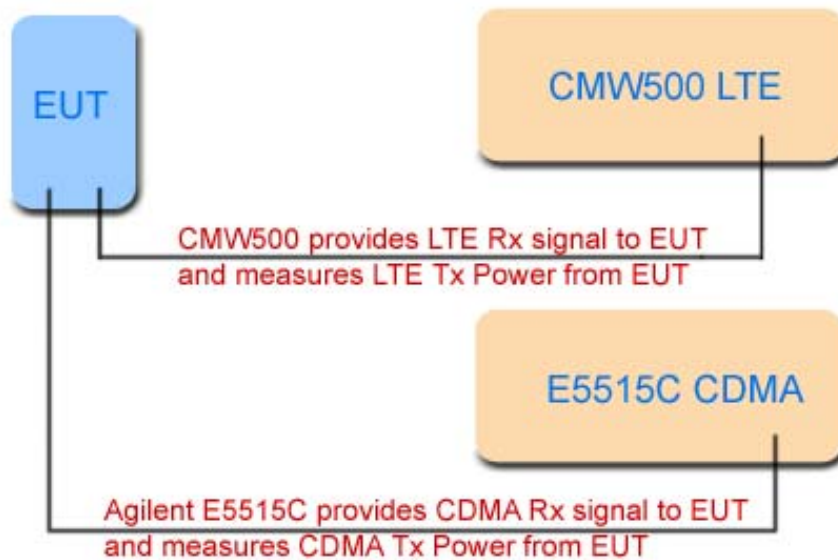 EUT
CMW500 LTE
CMW500 provides LTE Rx signal to EUT
and measures LTE Tx Power from EUT
E5515C CDMA
Agilent E5515C provides CDMA Rx signal to EUT
and measures CDMA Tx Power from EUT